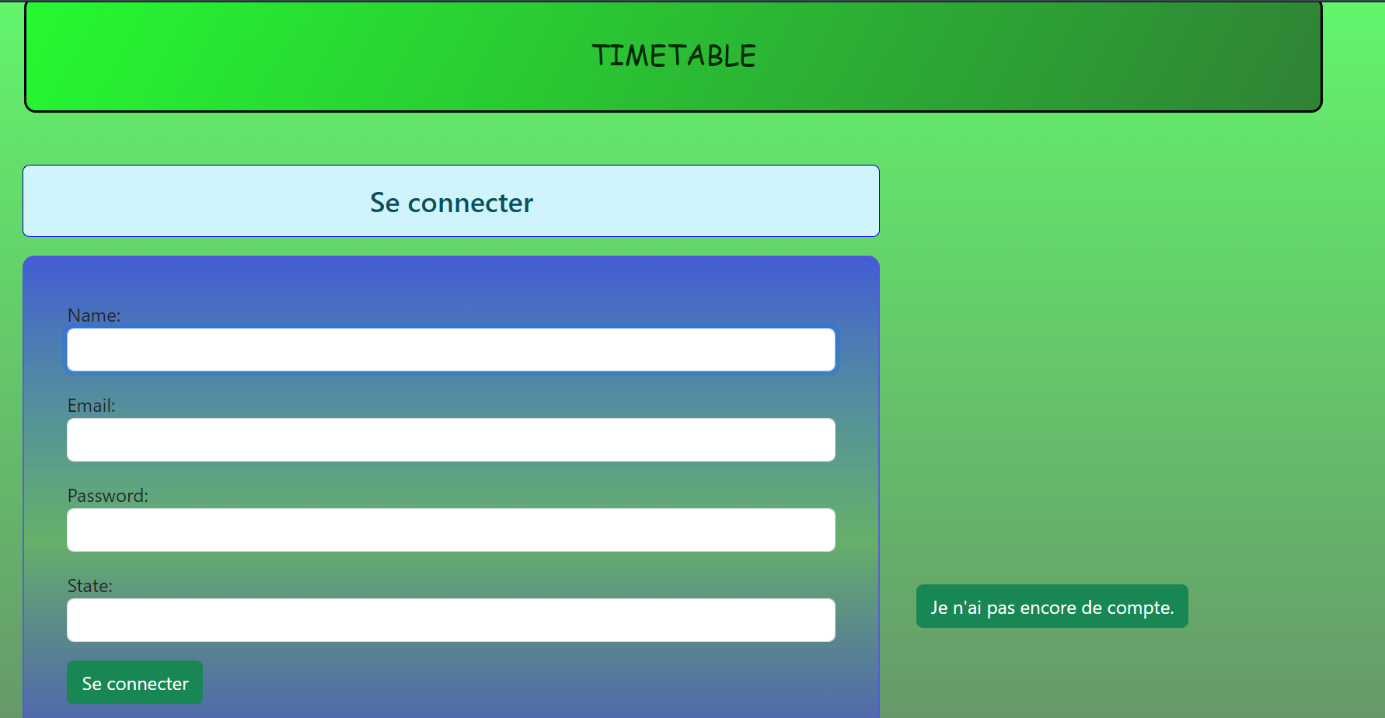 TIMETABLE
Se connecter
Name:
Email:
Password:
State:
Je n'ai pas encore de compte.
Se connecter